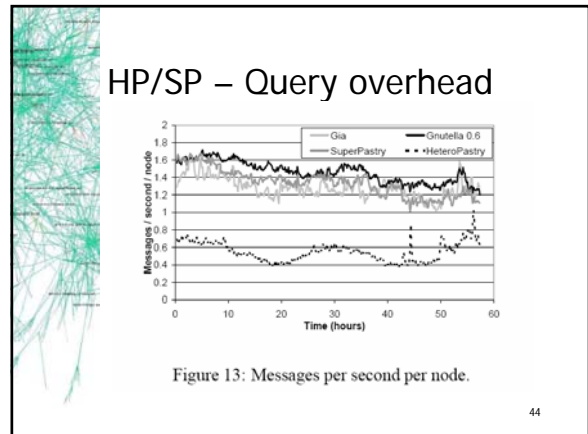 HP/SP – Query overhead
Gia
Gnutella 0.6
SuperPastry
HeteroPastry
Messages / second / node
2
1.8
1.6
1.4
1.2
1
0.8
0.6
0.4
0.2
0
0 10 20 30 40 50 60
Time (hours)
Figure 13: Messages per second per node.
44